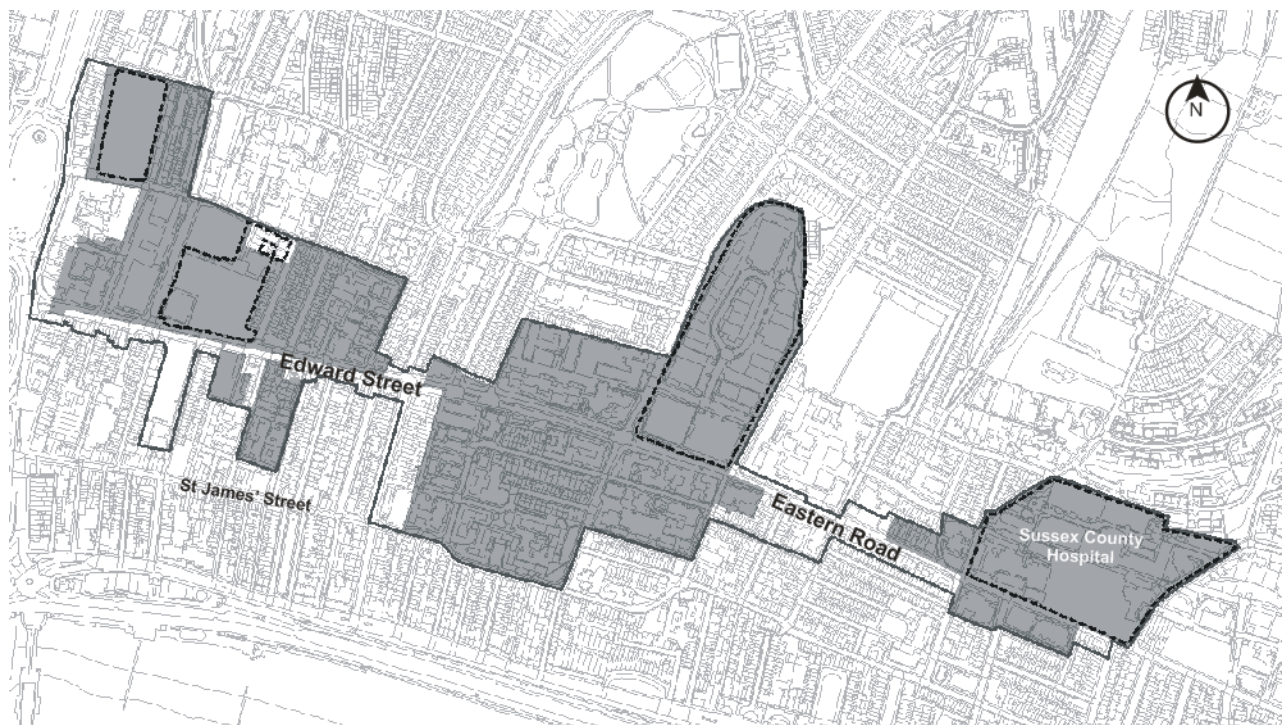 N
Edward Street
St James' Street
Eastern Road
Sussex County
Hospital